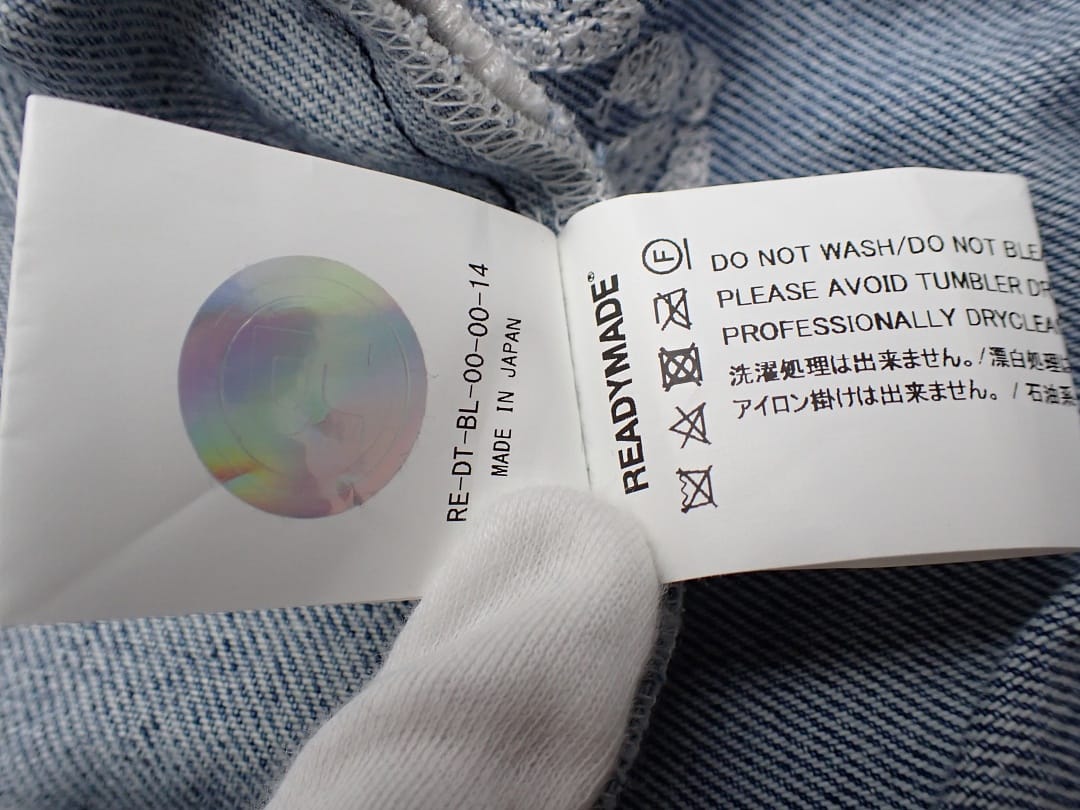 RE-DT-BL-00-00-14
MADE IN JAPAN
READYMADE®
F
DO NOT WASH/DO NOT
PLEASE AVOID TUMBLER
PROFESSIONALLY
洗濯処理は出来ません。/漂白処理
アイロン掛けは出来ません。/石油系